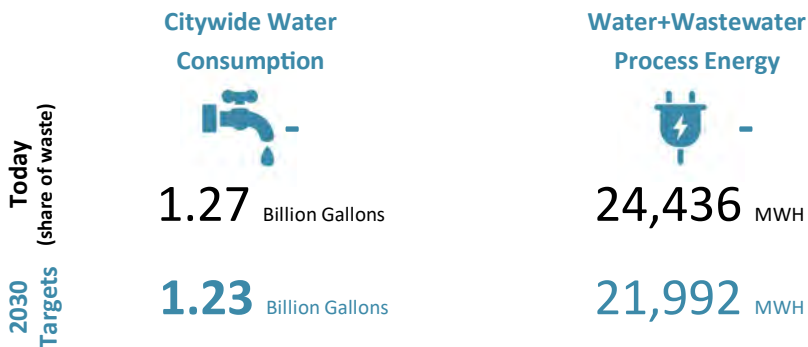 Citywide Water
Consumption
Water+Wastewater
Process Energy
Today
(share of waste)
-
-
1.27 Billion Gallons
24,436 MWH
2030
Targets
1.23 Billion Gallons
21,992 MWH